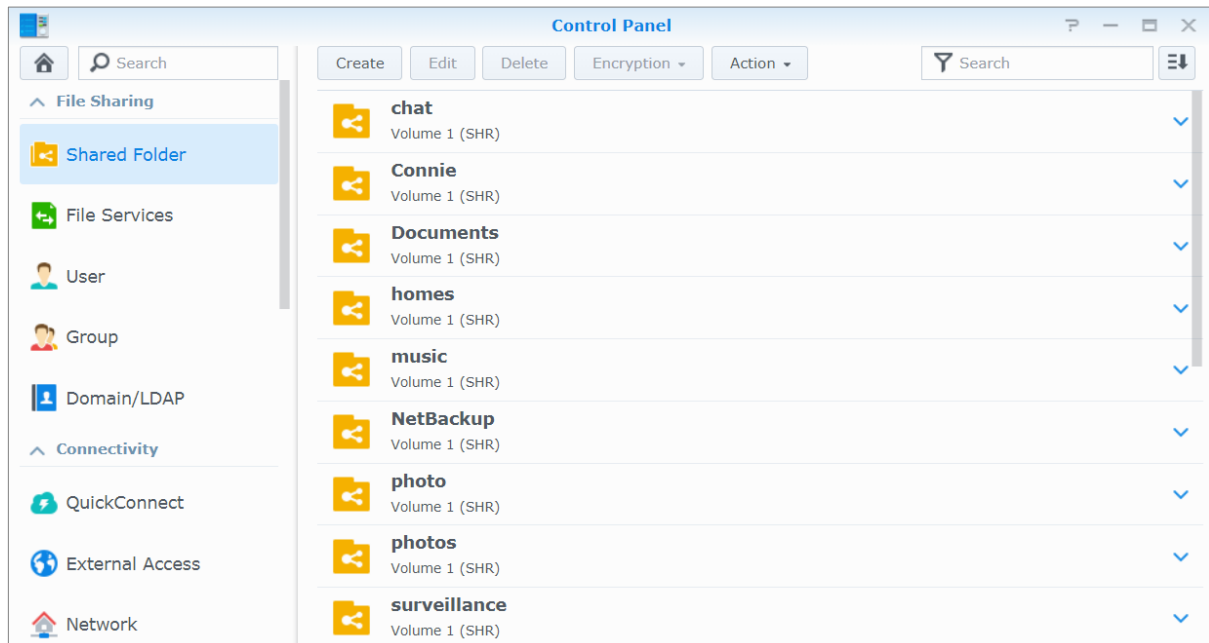 Control Panel
Search
Create Edit Delete Encryption Action Search
File Sharing
Shared Folder
File Services
User
Group
Domain/LDAP
Connectivity
QuickConnect
External Access
Network
chat
Volume 1 (SHR)
Connie
Volume 1 (SHR)
Documents
Volume 1 (SHR)
homes
Volume 1 (SHR)
music
Volume 1 (SHR)
NetBackup
Volume 1 (SHR)
photo
Volume 1 (SHR)
photos
Volume 1 (SHR)
surveillance
Volume 1 (SHR)